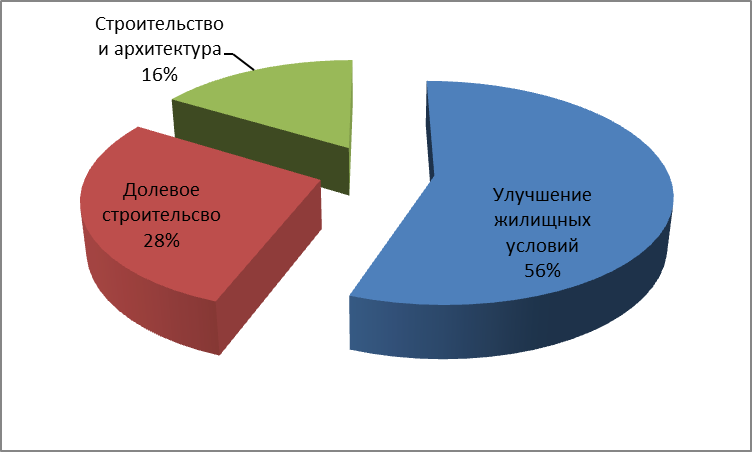 Строительство
и архитектура
16%
Долевое
строительсво
28%
Улучшение
жилищных
условий
56%